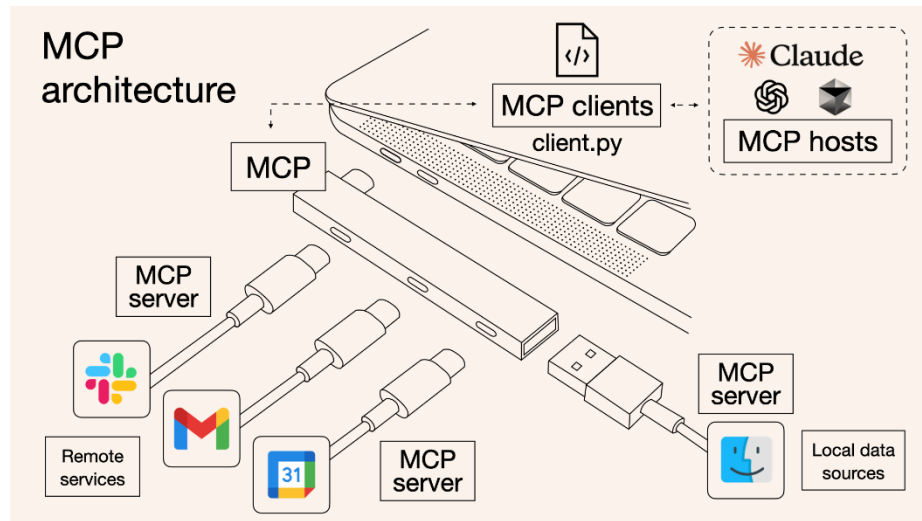 MCP
architecture
</>
MCP clients
client.py
Claude
MCP hosts
MCP
MCP
server
Remote
services
31
MCP
server
MCP
server
Local data
sources